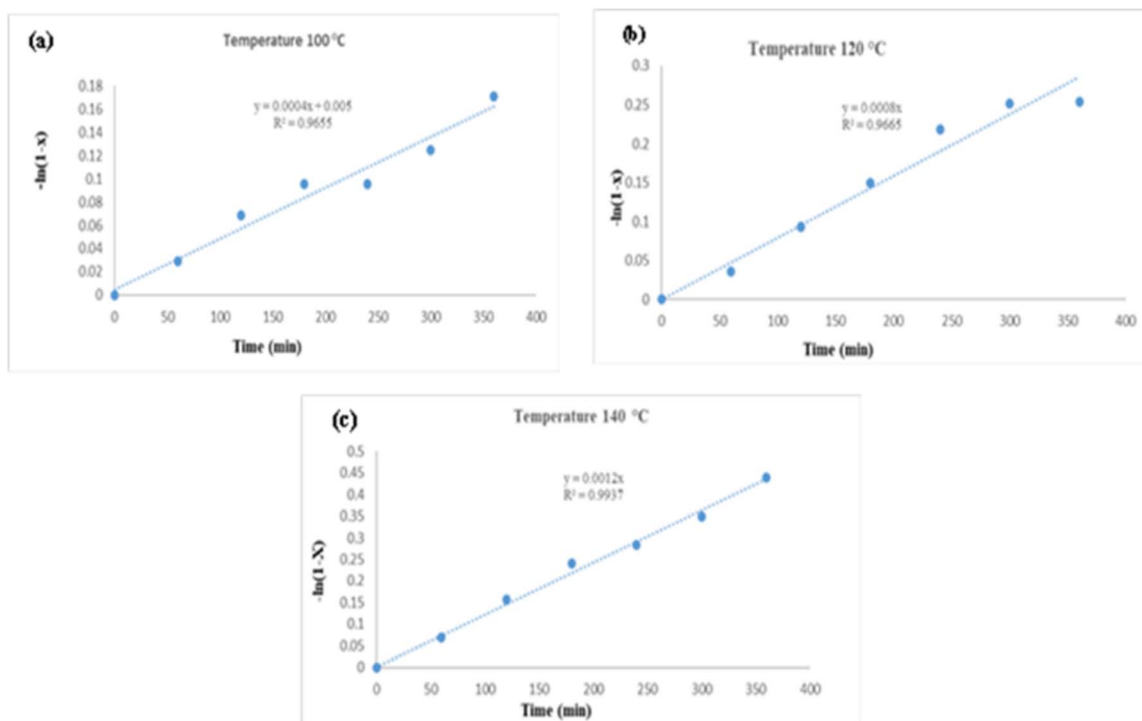 (a)
Temperature 100 °C
0.18
0.16
0.14
0.12
0.1
0.08
0.06
0.04
0.02
0
-ln(1-x)
y = 0.0004x + 0.005
R² = 0.9655
0 50 100 150 200 250 300 350 400
Time (min)
(b)
Temperature 120 °C
0.3
0.25
0.2
0.15
0.1
0.05
0
-ln(1-x)
y = 0.0008x
R² = 0.9665
0 50 100 150 200 250 300 350 400
Time (min)
(c)
Temperature 140 °C
0.5
0.45
0.4
0.35
0.3
0.25
0.2
0.15
0.1
0.05
0
-ln(1-X)
y = 0.0012x
R² = 0.9937
0 50 100 150 200 250 300 350 400
Time (min)